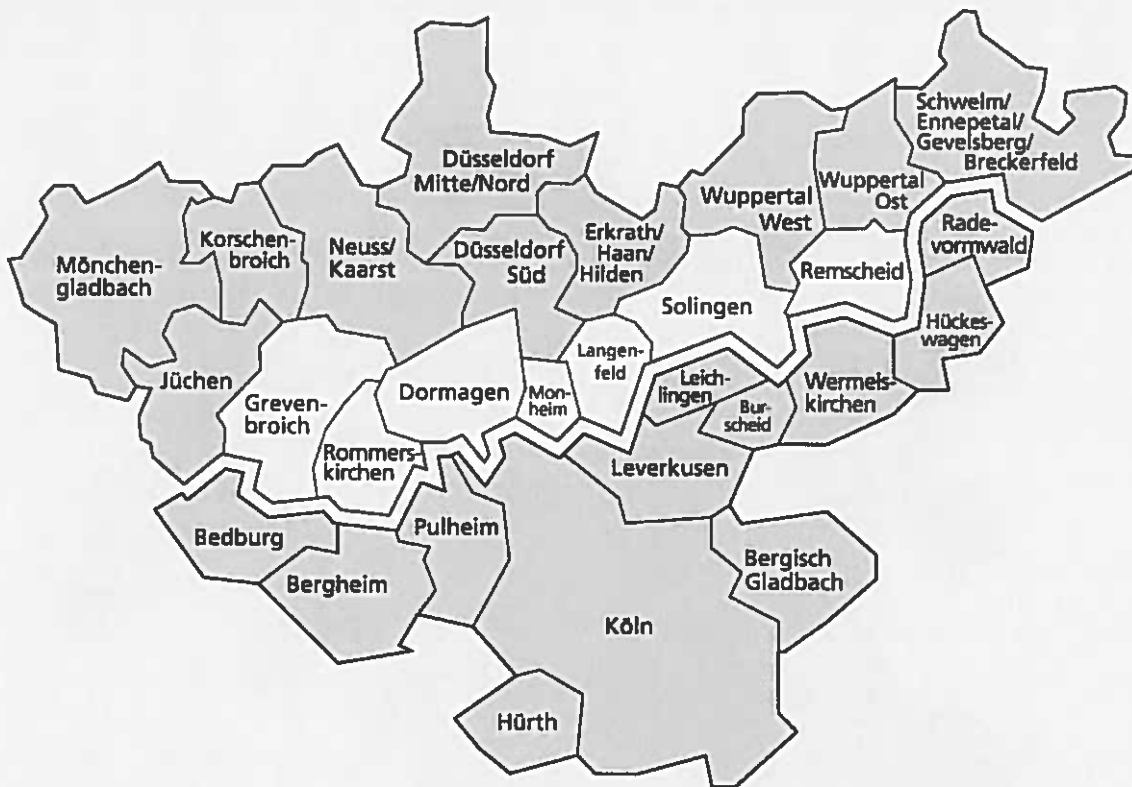 Schwelm/
Ennepetal/
Gevelsberg/
Breckerfeld
Düsseldorf
Mitte/Nord
Wuppertal
Ost
Wuppertal
West
Rade-
vormwald
Korschen-
broich
Neuss/
Kaarst
Düsseldorf
Süd
Erkrath/
Haan/
Hilden
Mönchen-
gladbach
Remscheid
Solingen
Hückes-
wagen
Langen-
feld
Jüchen
Leich-
lingen
Wermels-
kirchen
Dormagen
Mon-
heim
Greven-
broich
Bur-
scheid
Rommers-
kirchen
Leverkusen
Bedburg
Pulheim
Bergheim
Bergisch
Gladbach
Köln
Hürth